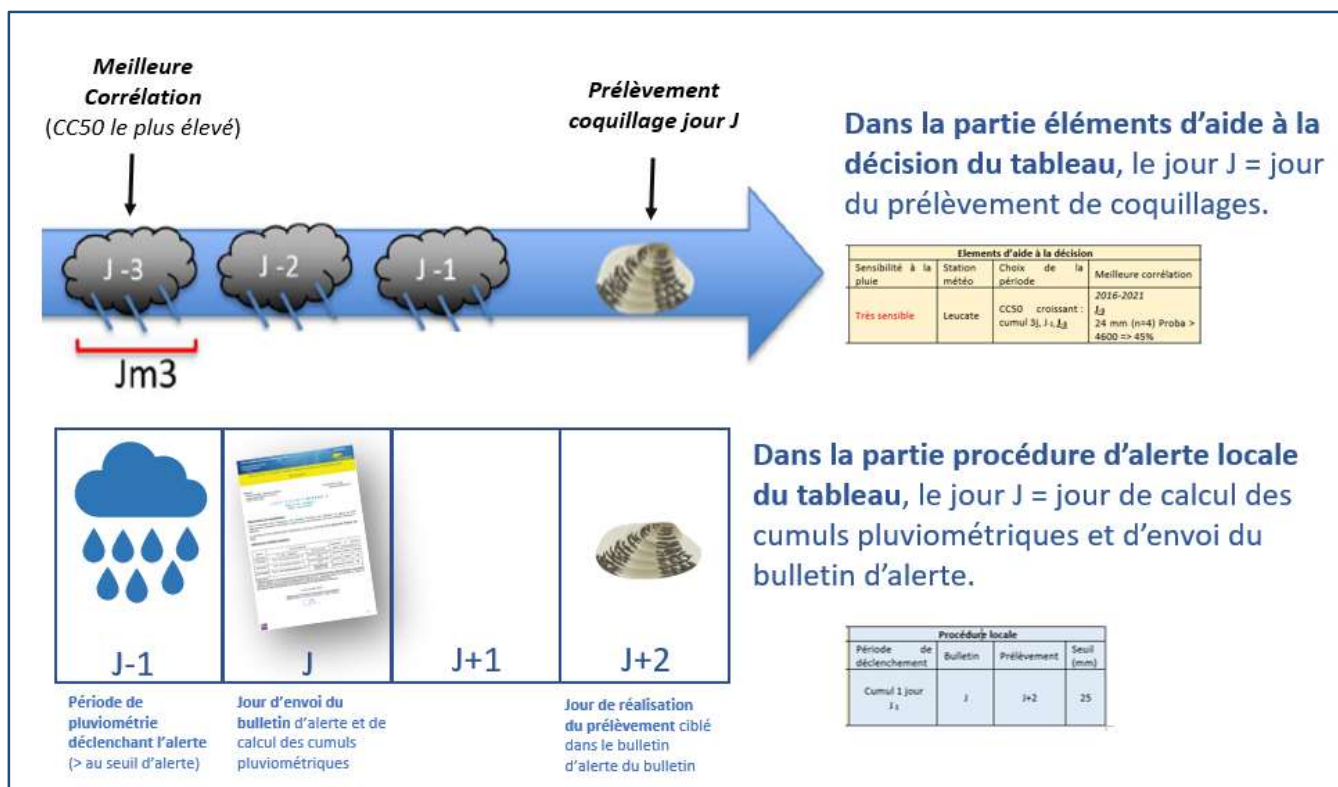 Meilleure
Corrélation
(CC50 le plus élevé)
Prélèvement
coquillage jour J
J -3
J -2
J -1
Jm3
Dans la partie éléments d'aide à la
décision du tableau, le jour J = jour
du prélèvement de coquillages.
Elements d'aide à la décision
Sensibilité à la pluie
Station météo
Choix de la période
Meilleure corrélation
Très sensible
Leucate
CC50 croissant :
cumul 3j, J-1, J-3
2016-2021
J-3
24 mm (n=4) Proba >
4600 => 45%
J-1
J
J+1
J+2
Période de
pluviométrie
déclenchant l'alerte
(> au seuil d'alerte)
Jour d'envoi du
bulletin d'alerte et de
calcul des cumuls
pluviométriques
Jour de réalisation
du prélèvement ciblé
dans le bulletin
d'alerte du bulletin
Dans la partie procédure d'alerte locale
du tableau, le jour J = jour de calcul des
cumuls pluviométriques et d'envoi du
bulletin d'alerte.
Procédure locale
Période de déclenchement
Bulletin
Prélèvement
Seuil (mm)
Cumul 1 jour
J-1
J
J+2
25